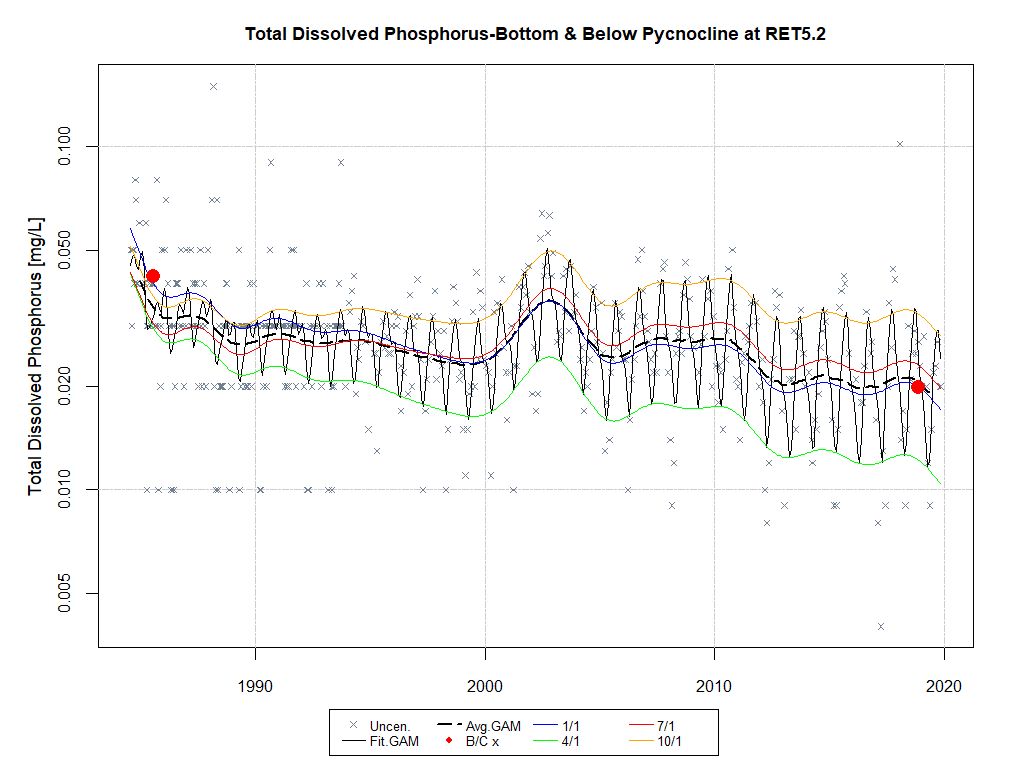 Total Dissolved Phosphorus-Bottom & Below Pycnocline at RET5.2
Total Dissolved Phosphorus [mg/L]
0.100
0.050
0.020
0.010
0.005
1990
2000
2010
2020
Uncen.
Avg.GAM
1/1
7/1
Fit.GAM
B/C x
4/1
10/1